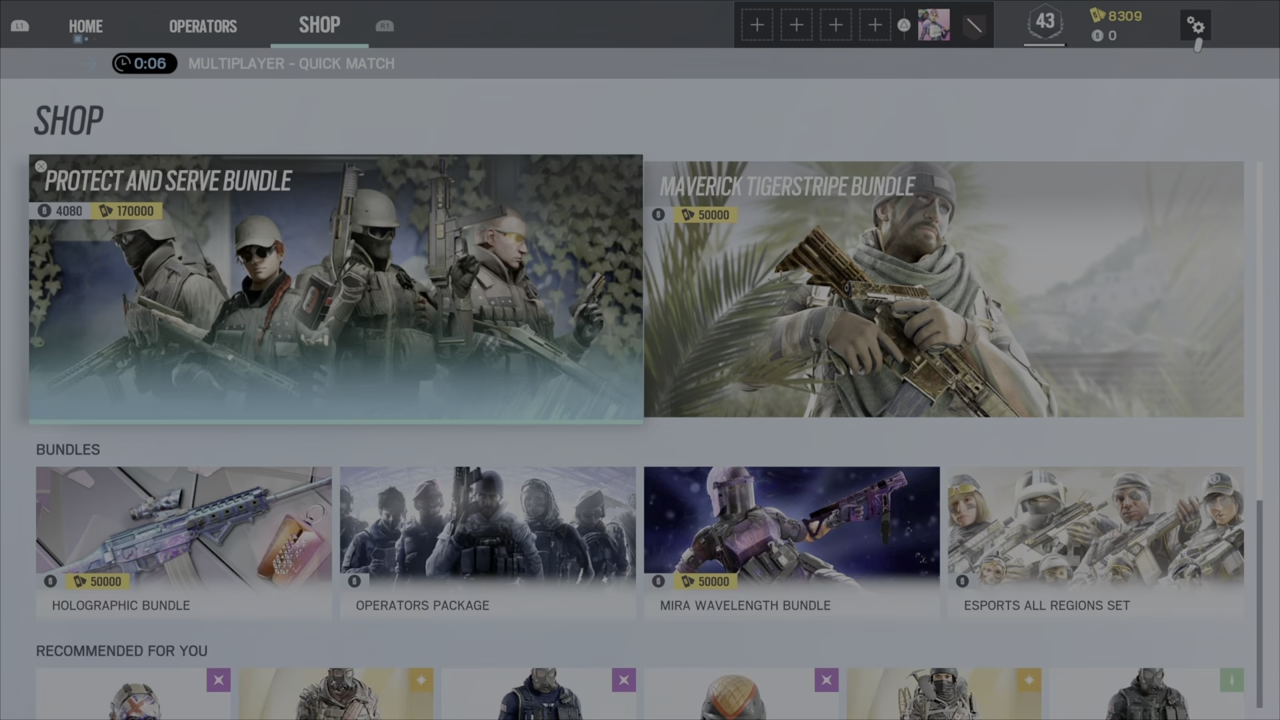 L1 HOME OPERATORS SHOP R1 43 8309
0
0:06 MULTIPLAYER - QUICK MATCH
SHOP
PROTECT AND SERVE BUNDLE
4080 170000
MAVERICK TIGERSTRIPE BUNDLE
50000
BUNDLES
50000
HOLOGRAPHIC BUNDLE
OPERATORS PACKAGE
50000
MIRA WAVELENGTH BUNDLE
ESPORTS ALL REGIONS SET
RECOMMENDED FOR YOU